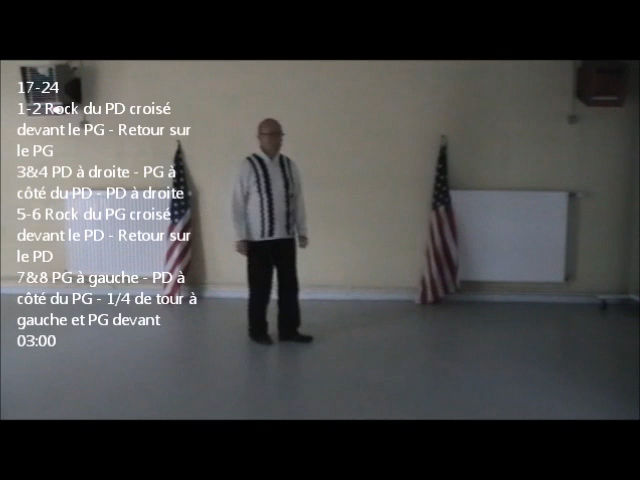 17-24
1-2 Rock du PD croisé
devant le PG - Retour sur
le PG
3&4 PD à droite - PG à
côté du PD - PD à droite
5-6 Rock du PG croisé
devant le PD - Retour sur
le PD
7&8 PG à gauche - PD à
côté du PG - 1/4 de tour à
gauche et PG devant
03:00